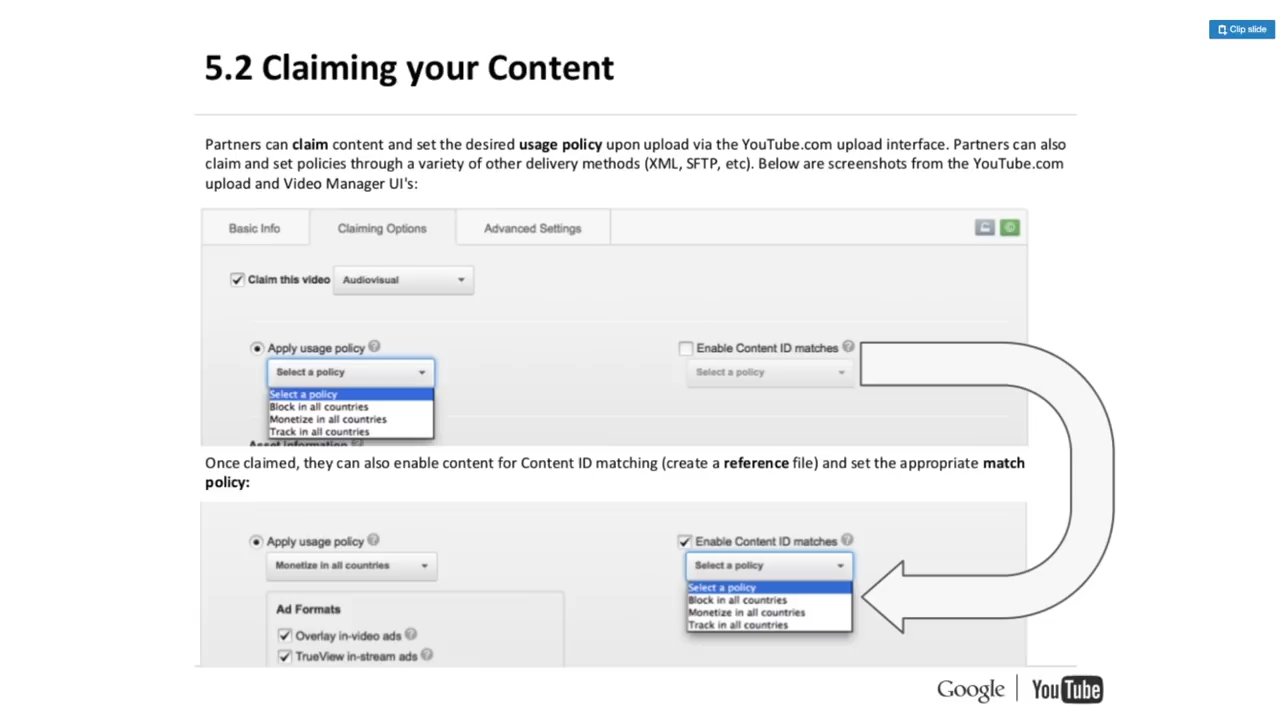 Clip slide
5.2 Claiming your Content
Partners can claim content and set the desired usage policy upon upload via the YouTube.com upload interface. Partners can also
claim and set policies through a variety of other delivery methods (XML, SFTP, etc). Below are screenshots from the YouTube.com
upload and Video Manager UI's:
Basic Info Claiming Options Advanced Settings
Claim this video Audiovisual
Apply usage policy Enable Content ID matches
Select a policy Select a policy
Select a policy
Block in all countries
Monetize in all countries
Track in all countries
Asset information
Once claimed, they can also enable content for Content ID matching (create a reference file) and set the appropriate match
policy:
Apply usage policy Enable Content ID matches
Monetize in all countries Select a policy
Select a policy
Block in all countries
Monetize in all countries
Track in all countries
Ad Formats
Overlay in-video ads
TrueView in-stream ads
Google YouTube